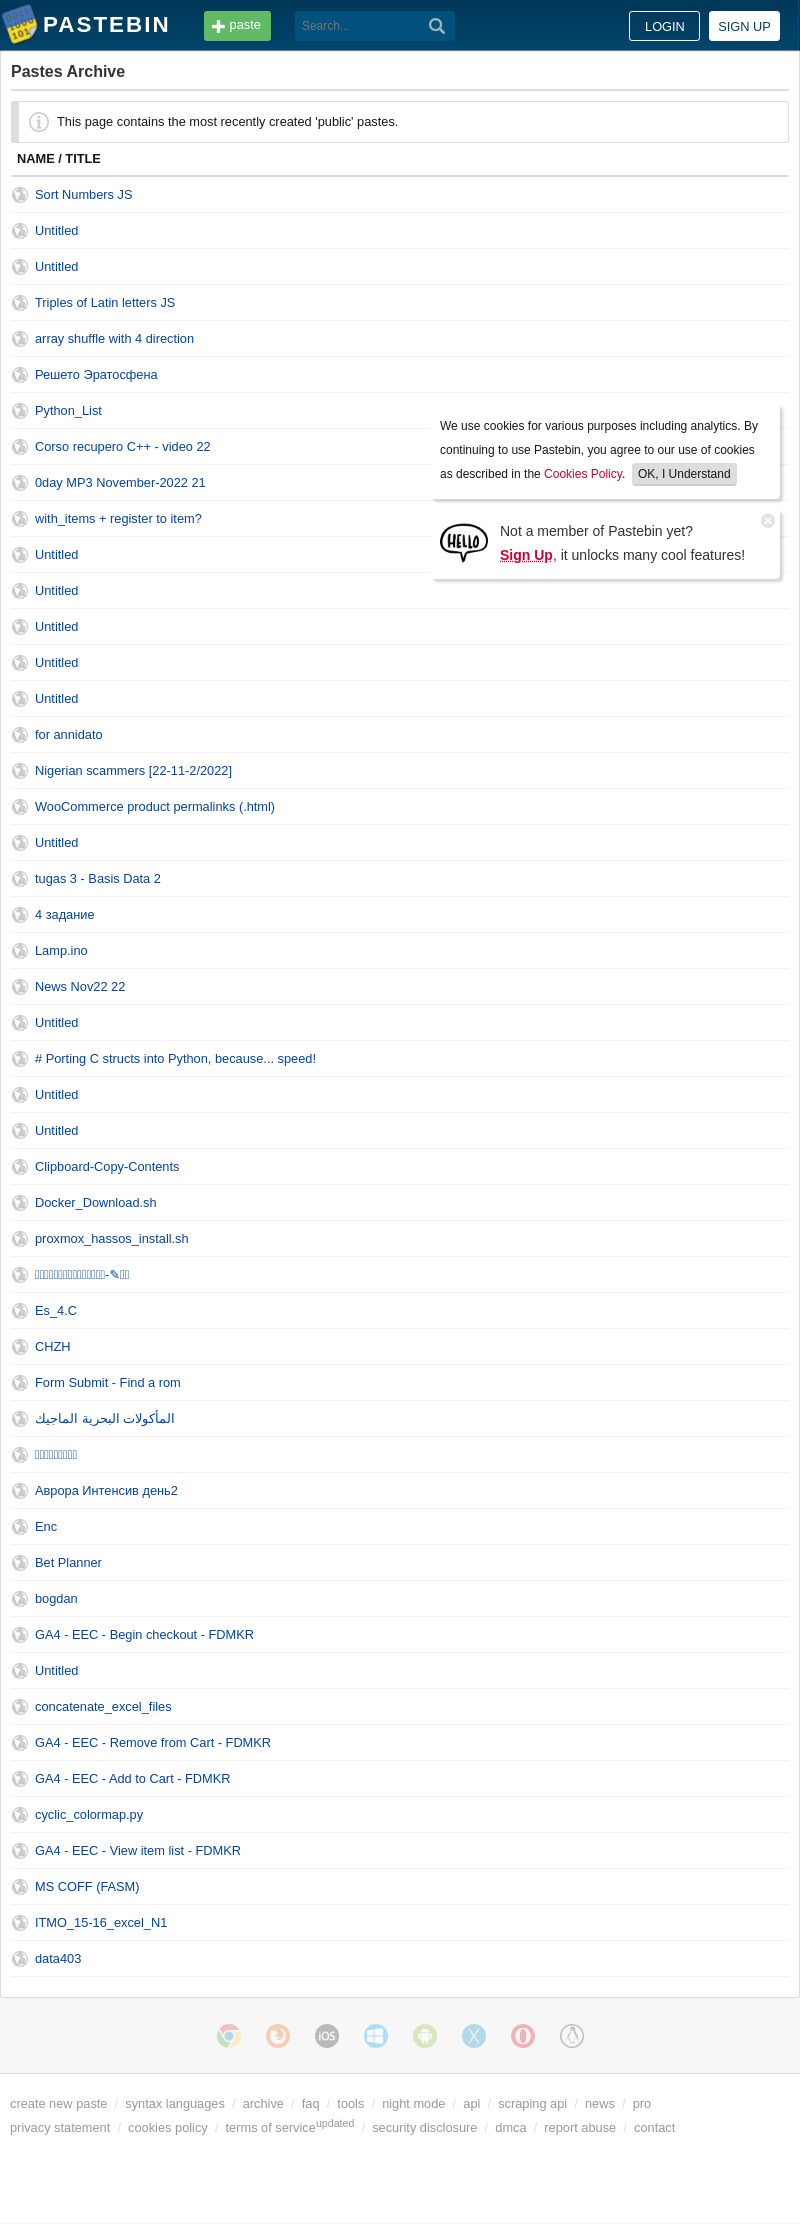 PASTEBIN
paste
Search...
LOGIN
SIGN UP
Pastes Archive
This page contains the most recently created 'public' pastes.
NAME / TITLE
Sort Numbers JS
Untitled
Untitled
Triples of Latin letters JS
array shuffle with 4 direction
Решето Эратосфена
Python_List
Corso recupero C++ - video 22
0day MP3 November-2022 21
with_items + register to item?
Untitled
Untitled
Untitled
Untitled
Untitled
for annidato
Nigerian scammers [22-11-2/2022]
WooCommerce product permalinks (.html)
Untitled
tugas 3 - Basis Data 2
4 задание
Lamp.ino
News Nov22 22
Untitled
# Porting C structs into Python, because... speed!
Untitled
Untitled
Clipboard-Copy-Contents
Docker_Download.sh
proxmox_hassos_install.sh
Es_4.C
CHZH
Form Submit - Find a rom
المأكولات البحرية الماجيك
Аврора Интенсив день2
Enc
Bet Planner
bogdan
GA4 - EEC - Begin checkout - FDMKR
Untitled
concatenate_excel_files
GA4 - EEC - Remove from Cart - FDMKR
GA4 - EEC - Add to Cart - FDMKR
cyclic_colormap.py
GA4 - EEC - View item list - FDMKR
MS COFF (FASM)
ITMO_15-16_excel_N1
data403
We use cookies for various purposes including analytics. By
continuing to use Pastebin, you agree to our use of cookies
as described in the Cookies Policy. OK, I Understand
HELLO
Not a member of Pastebin yet?
Sign Up, it unlocks many cool features!
iOS
create new paste / syntax languages / archive / faq / tools / night mode / api / scraping api / news / pro
privacy statement / cookies policy / terms of service updated / security disclosure / dmca / report abuse / contact